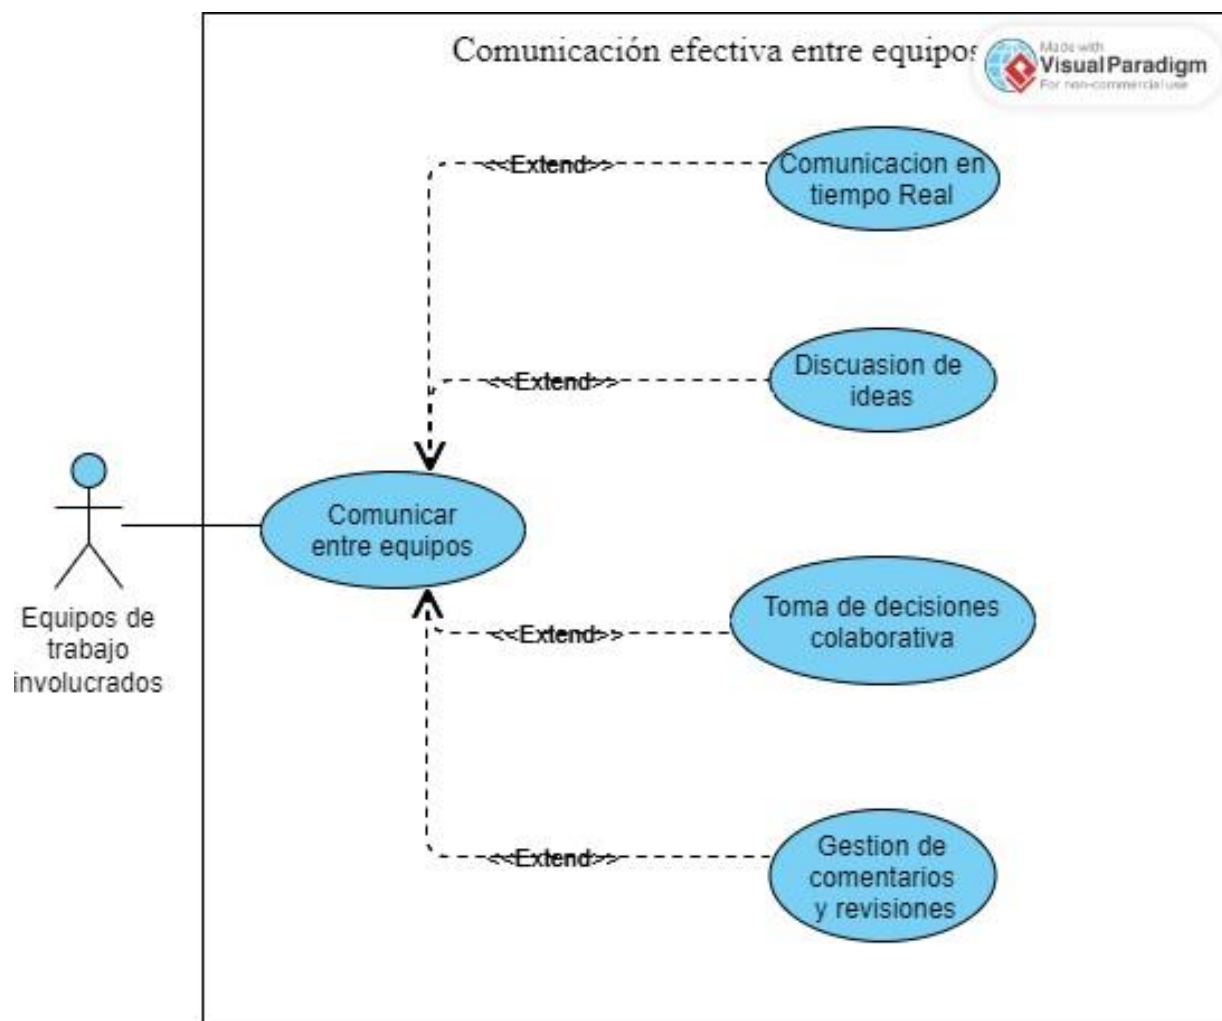 Comunicación efectiva entre equipos
Made with
Visual Paradigm
For non-commercial use
<<Extend>>
Comunicacion en
tiempo Real
<<Extend>>
Discuasion de
ideas
Comunicar
entre equipos
Equipos de
trabajo
involucrados
<<Extend>>
Toma de decisiones
colaborativa
<<Extend>>
Gestion de
comentarios
y revisiones